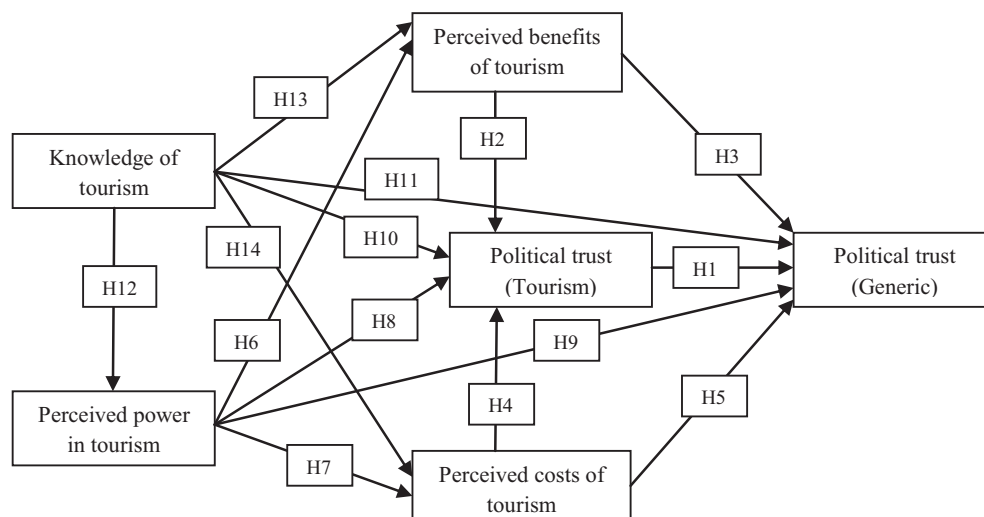 Perceived benefits
of tourism
H13
H2
H3
Knowledge of
tourism
H11
H10
H14
Political trust
(Tourism)
H1
Political trust
(Generic)
H12
H8
H6
H9
H4
H5
Perceived power
in tourism
H7
Perceived costs of
tourism